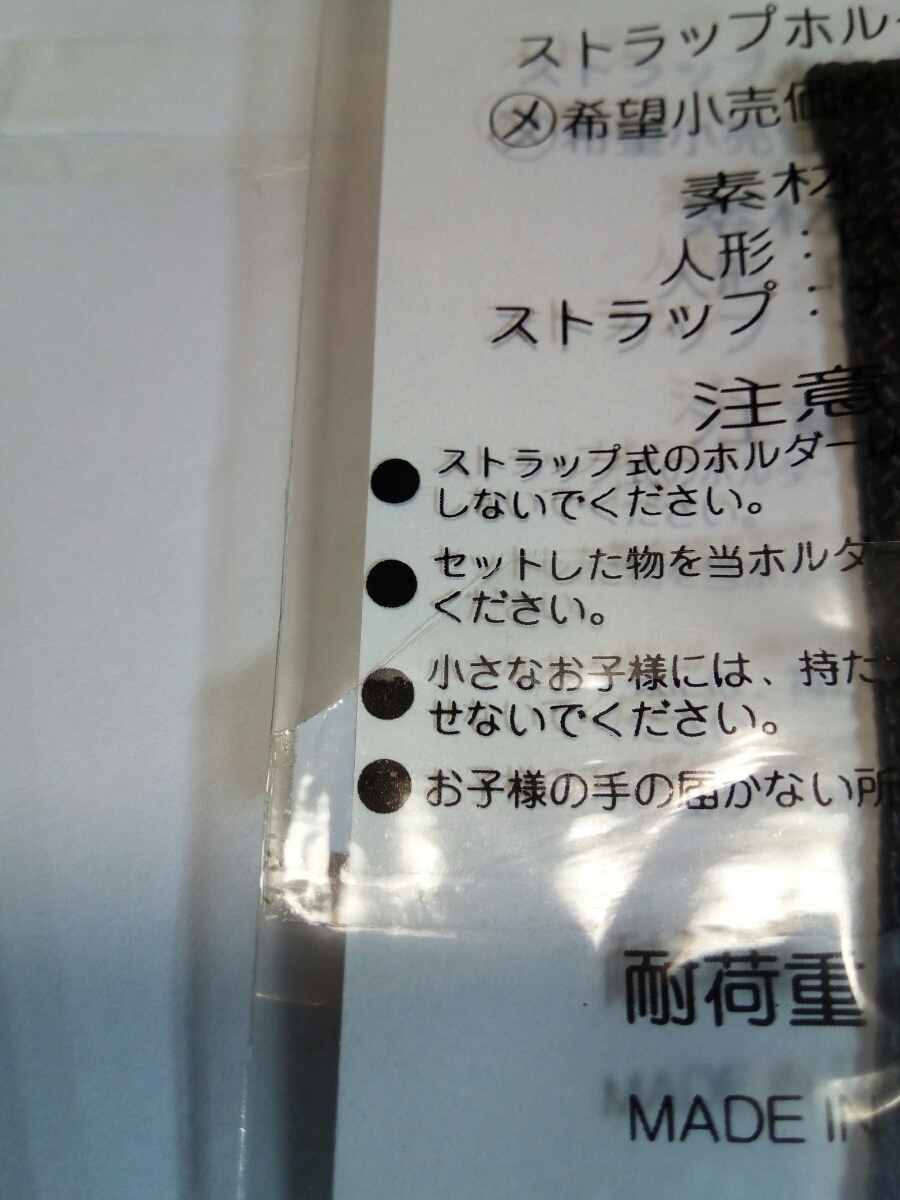 ストラップホル
㋱希望小売価
素材
人形：PV
ストラップ：ナ
注意
●ストラップ式のホルダー
しないでください。
●セットした物を当ホルダ
ください。
●小さなお子様には、持た
せないでください。
●お子様の手の届かない所
耐荷重
MADE IN